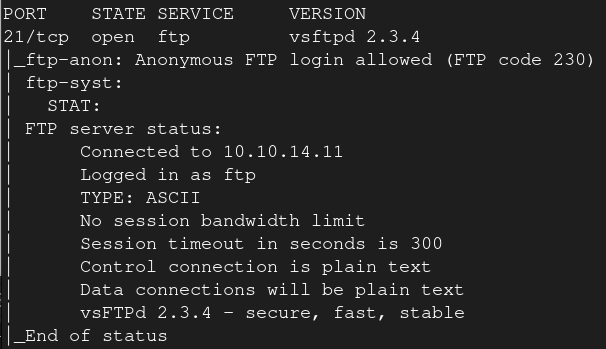 PORT   STATE SERVICE     VERSION
21/tcp open  ftp         vsftpd 2.3.4
|_ftp-anon: Anonymous FTP login allowed (FTP code 230)
| ftp-syst:
|   STAT:
| FTP server status:
|      Connected to 10.10.14.11
|      Logged in as ftp
|      TYPE: ASCII
|      No session bandwidth limit
|      Session timeout in seconds is 300
|      Control connection is plain text
|      Data connections will be plain text
|      vsFTPd 2.3.4 - secure, fast, stable
|_End of status